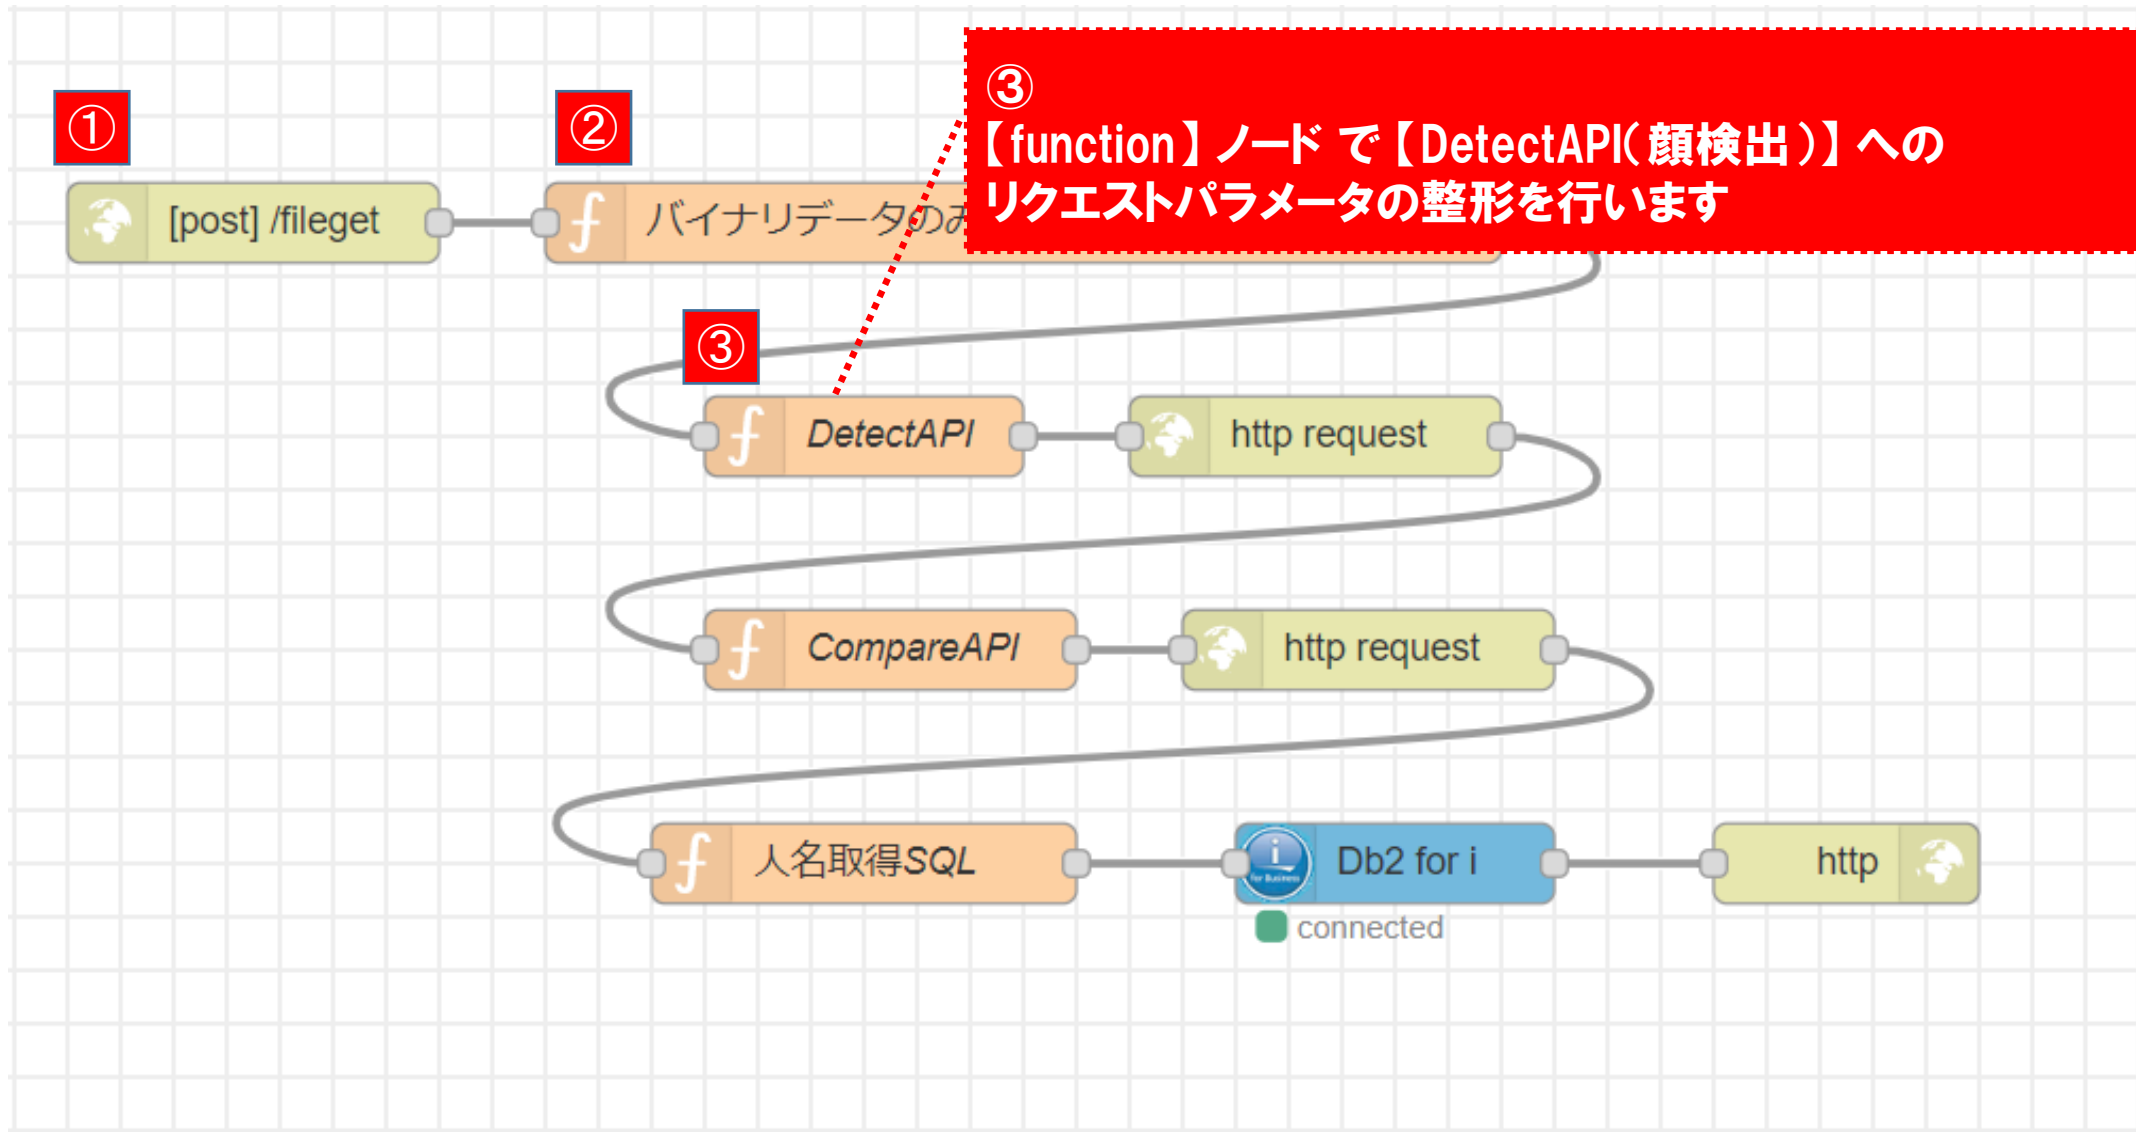 ①
②
③
【function】ノード で【DetectAPI(顔検出)】への
リクエストパラメータの整形を行います
[post] /fileget
バイナリデータのみ
③
DetectAPI
http request
CompareAPI
http request
人名取得SQL
i
for Business
Db2 for i
http
connected